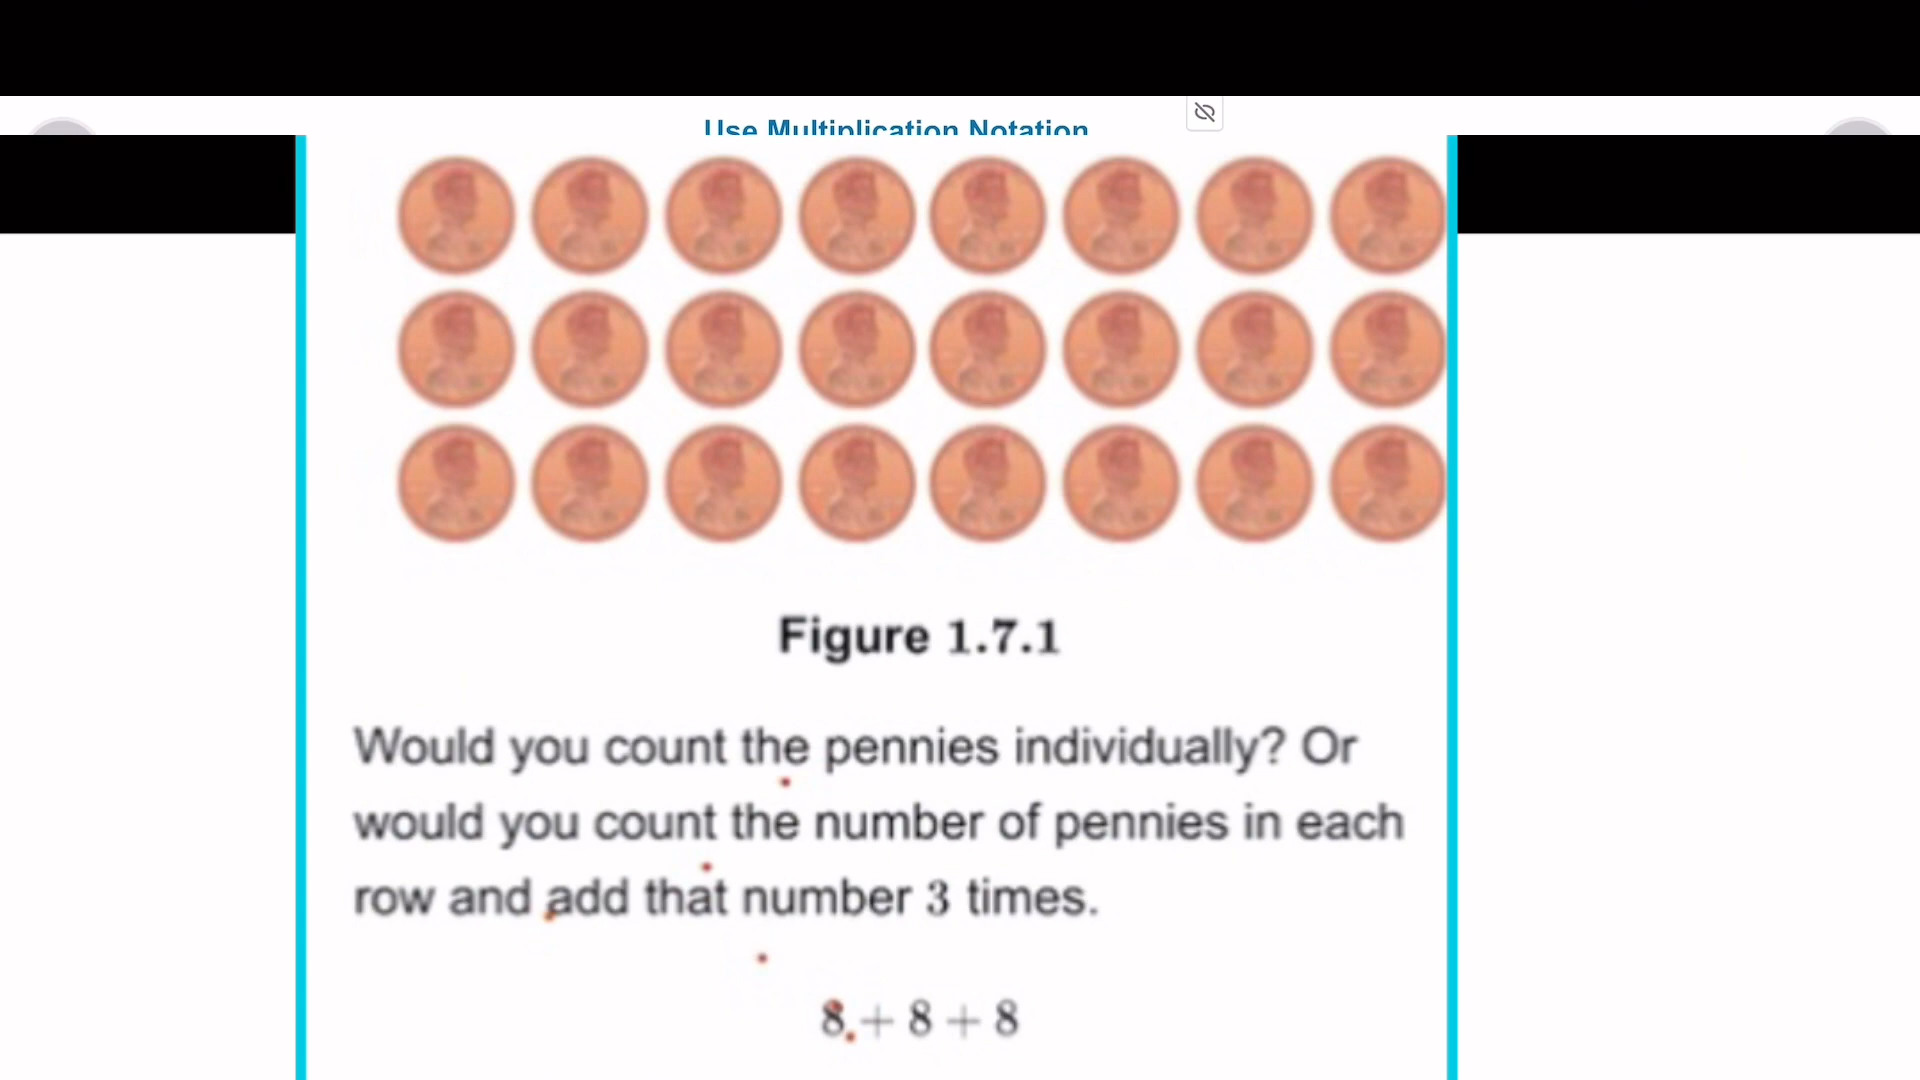 Use Multiplication Notation
Figure 1.7.1
Would you count the pennies individually? Or
would you count the number of pennies in each
row and add that number 3 times.
8 + 8 + 8